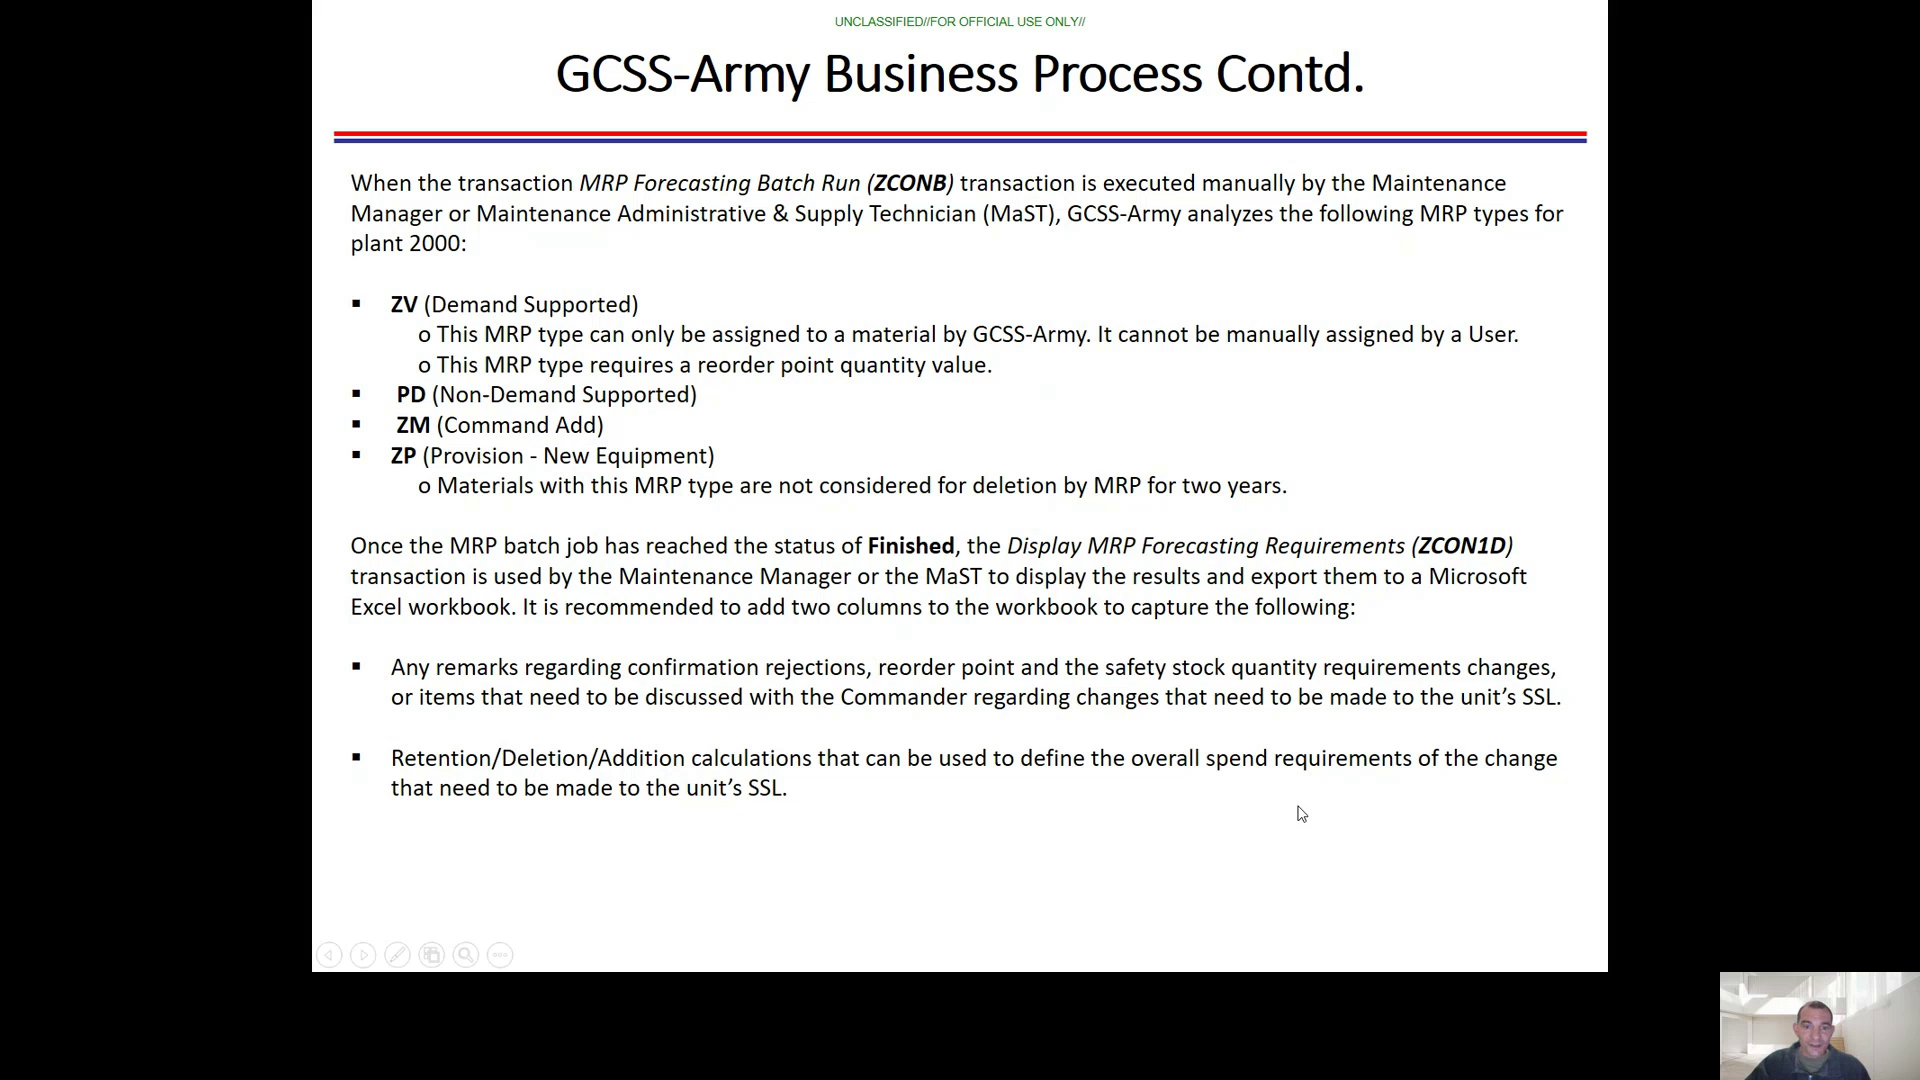 UNCLASSIFIED//FOR OFFICIAL USE ONLY//
GCSS-Army Business Process Contd.
When the transaction MRP Forecasting Batch Run (ZCONB) transaction is executed manually by the Maintenance
Manager or Maintenance Administrative & Supply Technician (MaST), GCSS-Army analyzes the following MRP types for
plant 2000:
▪ ZV (Demand Supported)
o This MRP type can only be assigned to a material by GCSS-Army. It cannot be manually assigned by a User.
o This MRP type requires a reorder point quantity value.
▪ PD (Non-Demand Supported)
▪ ZM (Command Add)
▪ ZP (Provision - New Equipment)
o Materials with this MRP type are not considered for deletion by MRP for two years.
Once the MRP batch job has reached the status of Finished, the Display MRP Forecasting Requirements (ZCON1D)
transaction is used by the Maintenance Manager or the MaST to display the results and export them to a Microsoft
Excel workbook. It is recommended to add two columns to the workbook to capture the following:
▪ Any remarks regarding confirmation rejections, reorder point and the safety stock quantity requirements changes,
or items that need to be discussed with the Commander regarding changes that need to be made to the unit’s SSL.
▪ Retention/Deletion/Addition calculations that can be used to define the overall spend requirements of the change
that need to be made to the unit’s SSL.